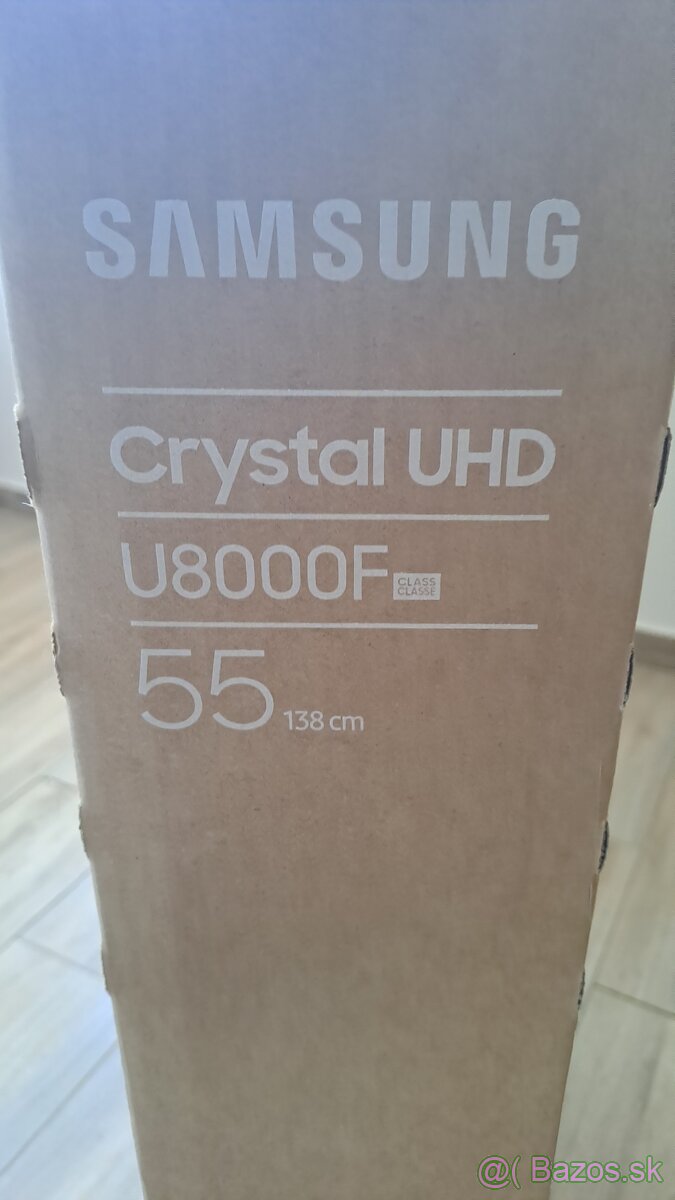 SAMSUNG
Crystal UHD
U8000F CLASS
CLASSE
55 138 cm
@( Bazos.sk